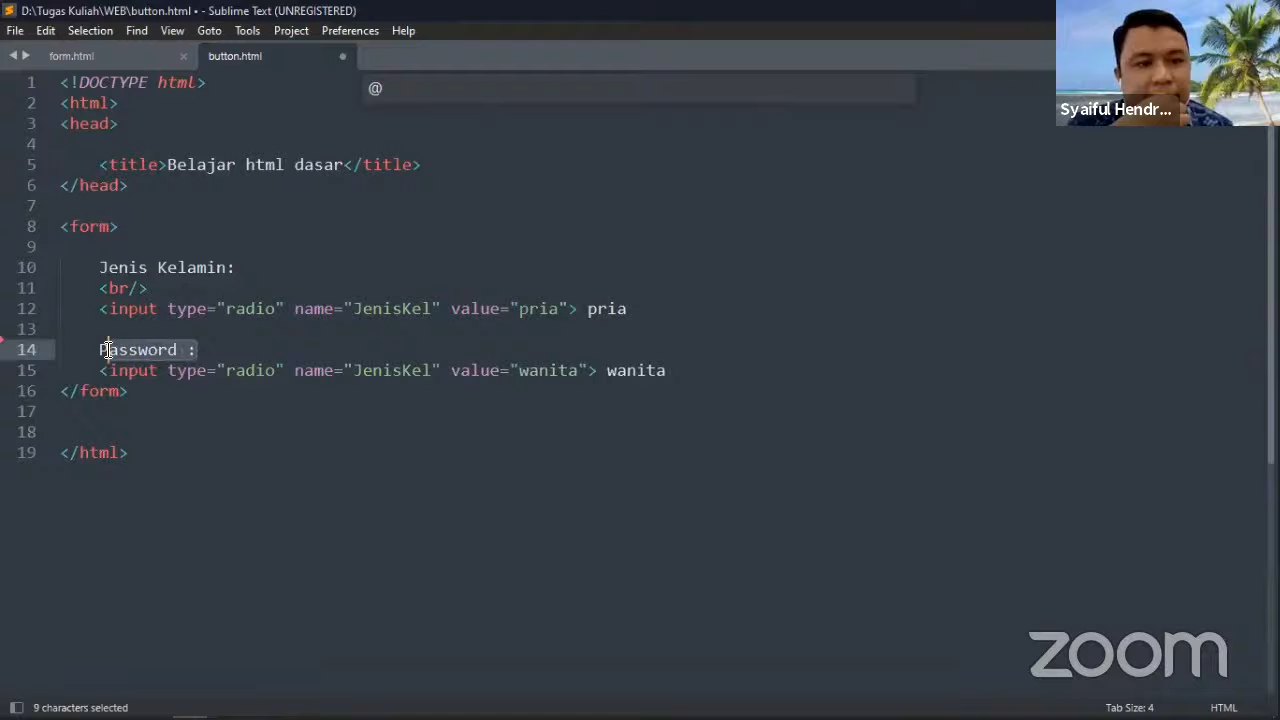 D:\Tugas Kuliah\WEB\button.html • - Sublime Text (UNREGISTERED)
File Edit Selection Find View Goto Tools Project Preferences Help
form.html × button.html
@
1 <!DOCTYPE html>
2 <html>
3 <head>
4
5 <title>Belajar html dasar</title>
6 </head>
7
8 <form>
9
10 Jenis Kelamin:
11 <br/>
12 <input type="radio" name="JenisKel" value="pria"> pria
13
14 Password :
15 <input type="radio" name="JenisKel" value="wanita"> wanita
16 </form>
17
18
19 </html>
Syaiful Hendr...
zoom
9 characters selected
Tab Size: 4
HTML